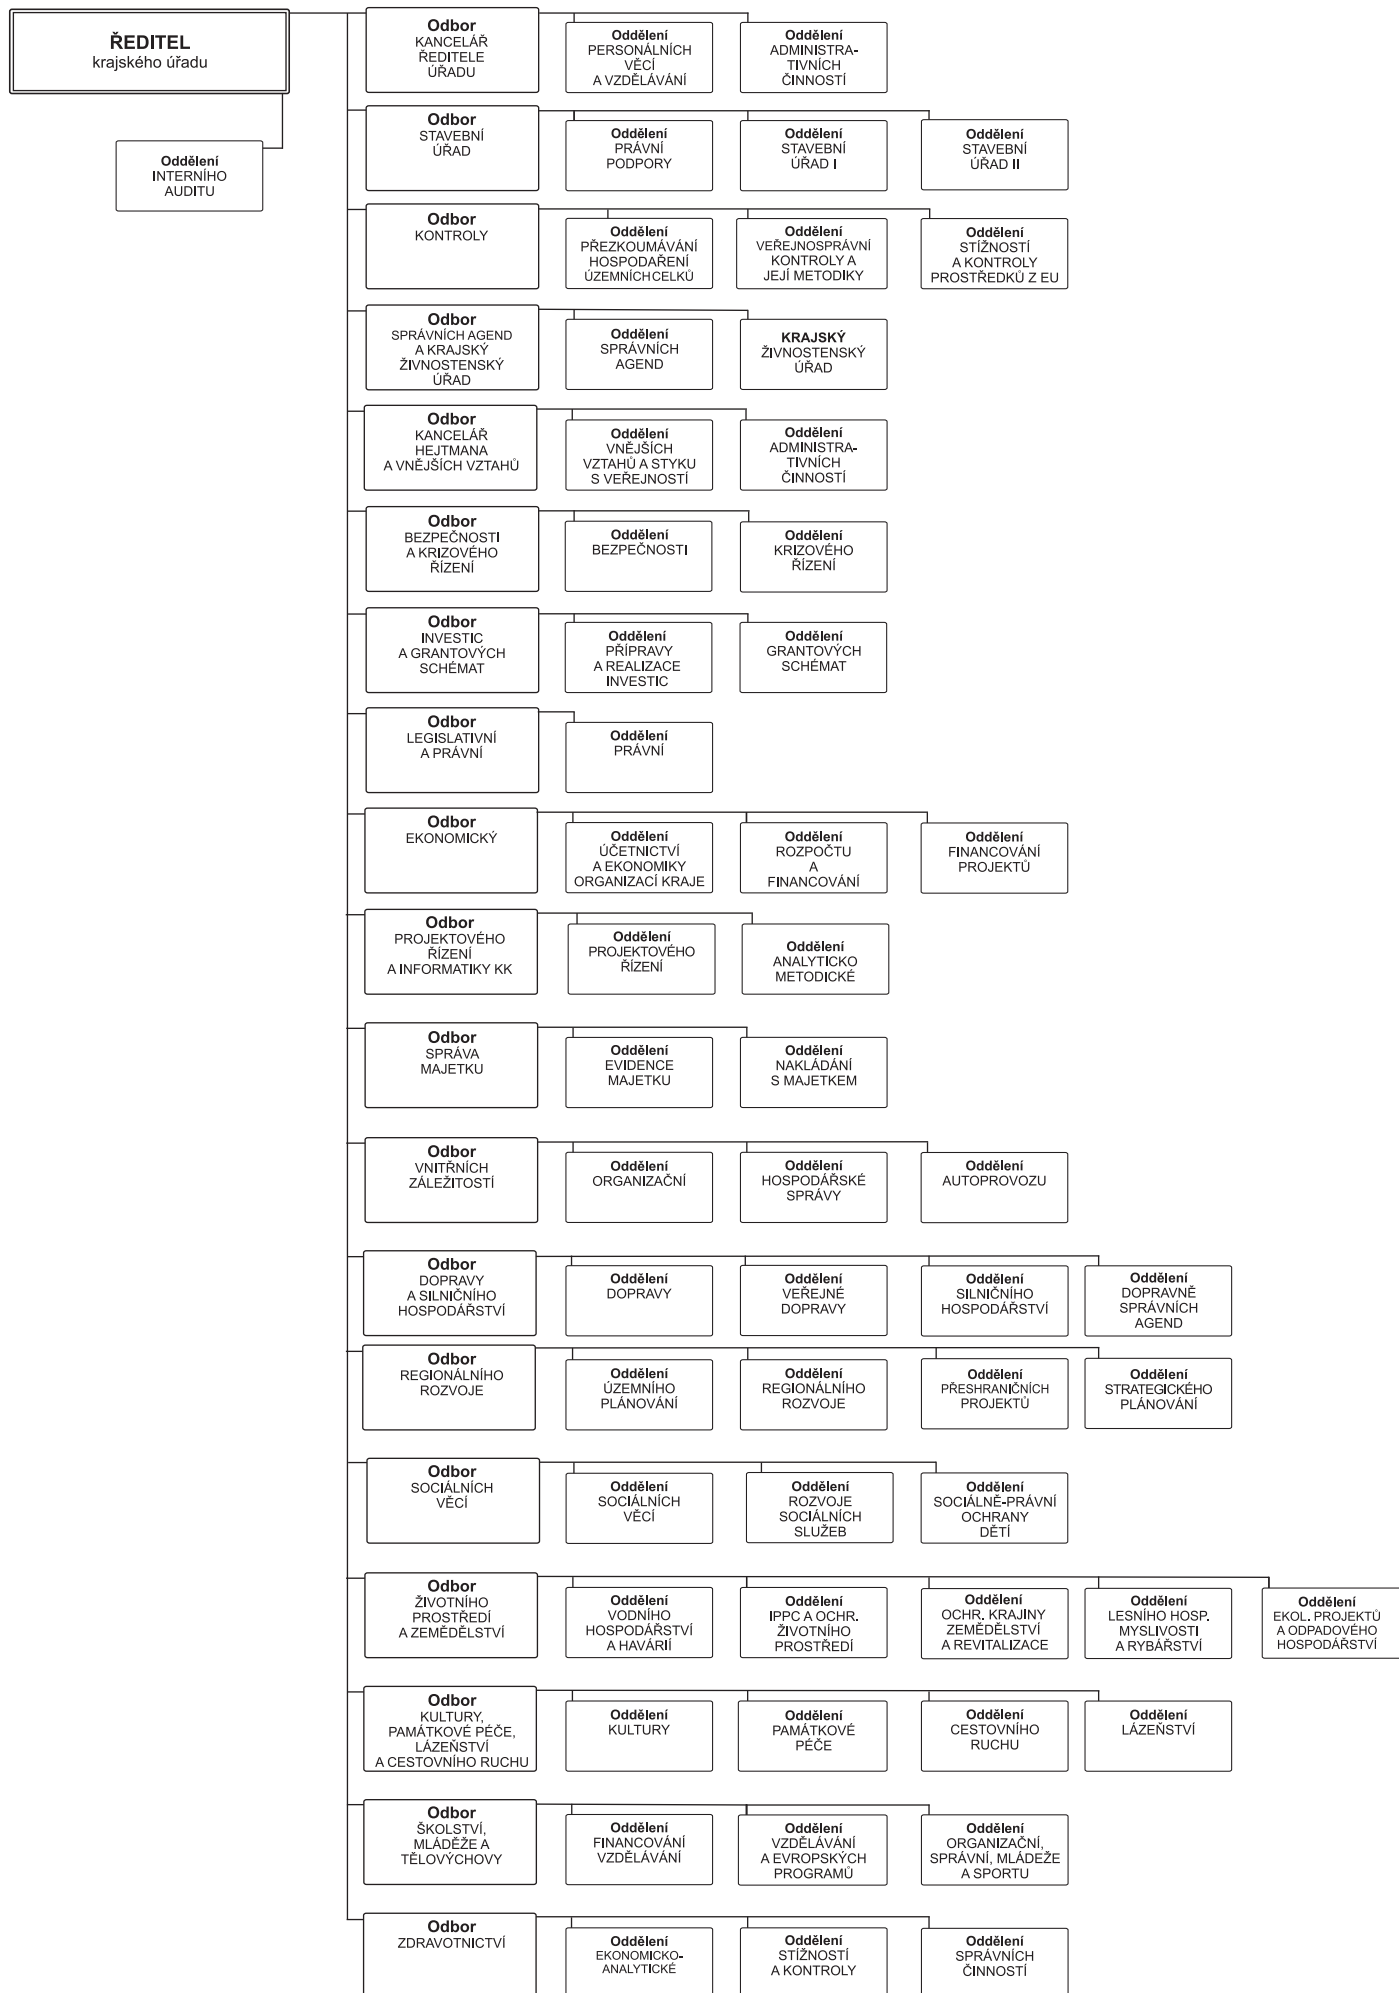 ŘEDITEL
krajského úřadu
Oddělení
INTERNÍHO
AUDITU
Odbor
KANCELÁŘ
ŘEDITELE
ÚŘADU
Oddělení
PERSONÁLNÍCH
VĚCÍ
A VZDĚLÁVÁNÍ
Oddělení
ADMINISTRA-
TIVNÍCH
ČINNOSTÍ
Odbor
STAVEBNÍ
ÚŘAD
Oddělení
PRÁVNÍ
PODPORY
Oddělení
STAVEBNÍ
ÚŘAD I
Oddělení
STAVEBNÍ
ÚŘAD II
Odbor
KONTROLY
Oddělení
PŘEZKOUMÁVÁNÍ
HOSPODAŘENÍ
ÚZEMNÍCH CELKŮ
Oddělení
VEŘEJNOSPRÁVNÍ
KONTROLY A
JEJÍ METODIKY
Oddělení
STÍŽNOSTÍ
A KONTROLY
PROSTŘEDKŮ Z EU
Odbor
SPRÁVNÍCH AGEND
A KRAJSKÝ
ŽIVNOSTENSKÝ
ÚŘAD
Oddělení
SPRÁVNÍCH
AGEND
KRAJSKÝ
ŽIVNOSTENSKÝ
ÚŘAD
Odbor
KANCELÁŘ
HEJTMANA
A VNĚJŠÍCH VZTAHŮ
Oddělení
VNĚJŠÍCH
VZTAHŮ A STYKU
S VEŘEJNOSTÍ
Oddělení
ADMINISTRA-
TIVNÍCH
ČINNOSTÍ
Odbor
BEZPEČNOSTI
A KRIZOVÉHO
ŘÍZENÍ
Oddělení
BEZPEČNOSTI
Oddělení
KRIZOVÉHO
ŘÍZENÍ
Odbor
INVESTIC
A GRANTOVÝCH
SCHÉMAT
Oddělení
PŘÍPRAVY
A REALIZACE
INVESTIC
Oddělení
GRANTOVÝCH
SCHÉMAT
Odbor
LEGISLATIVNÍ
A PRÁVNÍ
Oddělení
PRÁVNÍ
Odbor
EKONOMICKÝ
Oddělení
ÚČETNICTVÍ
A EKONOMIKY
ORGANIZACÍ KRAJE
Oddělení
ROZPOČTU
A
FINANCOVÁNÍ
Oddělení
FINANCOVÁNÍ
PROJEKTŮ
Odbor
PROJEKTOVÉHO
ŘÍZENÍ
A INFORMATIKY KK
Oddělení
PROJEKTOVÉHO
ŘÍZENÍ
Oddělení
ANALYTICKO
METODICKÉ
Odbor
SPRÁVA
MAJETKU
Oddělení
EVIDENCE
MAJETKU
Oddělení
NAKLÁDÁNÍ
S MAJETKEM
Odbor
VNITŘNÍCH
ZÁLEŽITOSTÍ
Oddělení
ORGANIZAČNÍ
Oddělení
HOSPODÁŘSKÉ
SPRÁVY
Oddělení
AUTOPROVOZU
Odbor
DOPRAVY
A SILNIČNÍHO
HOSPODÁŘSTVÍ
Oddělení
DOPRAVY
Oddělení
VEŘEJNÉ
DOPRAVY
Oddělení
SILNIČNÍHO
HOSPODÁŘSTVÍ
Oddělení
DOPRAVNĚ
SPRÁVNÍCH
AGEND
Odbor
REGIONÁLNÍHO
ROZVOJE
Oddělení
ÚZEMNÍHO
PLÁNOVÁNÍ
Oddělení
REGIONÁLNÍHO
ROZVOJE
Oddělení
PŘESHRANIČNÍCH
PROJEKTŮ
Oddělení
STRATEGICKÉHO
PLÁNOVÁNÍ
Odbor
SOCIÁLNÍCH
VĚCÍ
Oddělení
SOCIÁLNÍCH
VĚCÍ
Oddělení
ROZVOJE
SOCIÁLNÍCH
SLUŽEB
Oddělení
SOCIÁLNĚ-PRÁVNÍ
OCHRANY
DĚTÍ
Odbor
ŽIVOTNÍHO
PROSTŘEDÍ
A ZEMĚDĚLSTVÍ
Oddělení
VODNÍHO
HOSPODÁŘSTVÍ
A HAVÁRIÍ
Oddělení
IPPC A OCHR.
ŽIVOTNÍHO
PROSTŘEDÍ
Oddělení
OCHR. KRAJINY
ZEMĚDĚLSTVÍ
A REVITALIZACE
Oddělení
LESNÍHO HOSP.
MYSLIVOSTI
A RYBÁŘSTVÍ
Oddělení
EKOL. PROJEKTŮ
A ODPADOVÉHO
HOSPODÁŘSTVÍ
Odbor
KULTURY,
PAMÁTKOVÉ PÉČE,
LÁZEŇSTVÍ
A CESTOVNÍHO RUCHU
Oddělení
KULTURY
Oddělení
PAMÁTKOVÉ
PÉČE
Oddělení
CESTOVNÍHO
RUCHU
Oddělení
LÁZEŇSTVÍ
Odbor
ŠKOLSTVÍ,
MLÁDĚŽE A
TĚLOVÝCHOVY
Oddělení
FINANCOVÁNÍ
VZDĚLÁVÁNÍ
Oddělení
VZDĚLÁVÁNÍ
A EVROPSKÝCH
PROGRAMŮ
Oddělení
ORGANIZAČNÍ,
SPRÁVNÍ, MLÁDEŽE
A SPORTU
Odbor
ZDRAVOTNICTVÍ
Oddělení
EKONOMICKO-
ANALYTICKÉ
Oddělení
STÍŽNOSTÍ
A KONTROLY
Oddělení
SPRÁVNÍCH
ČINNOSTÍ